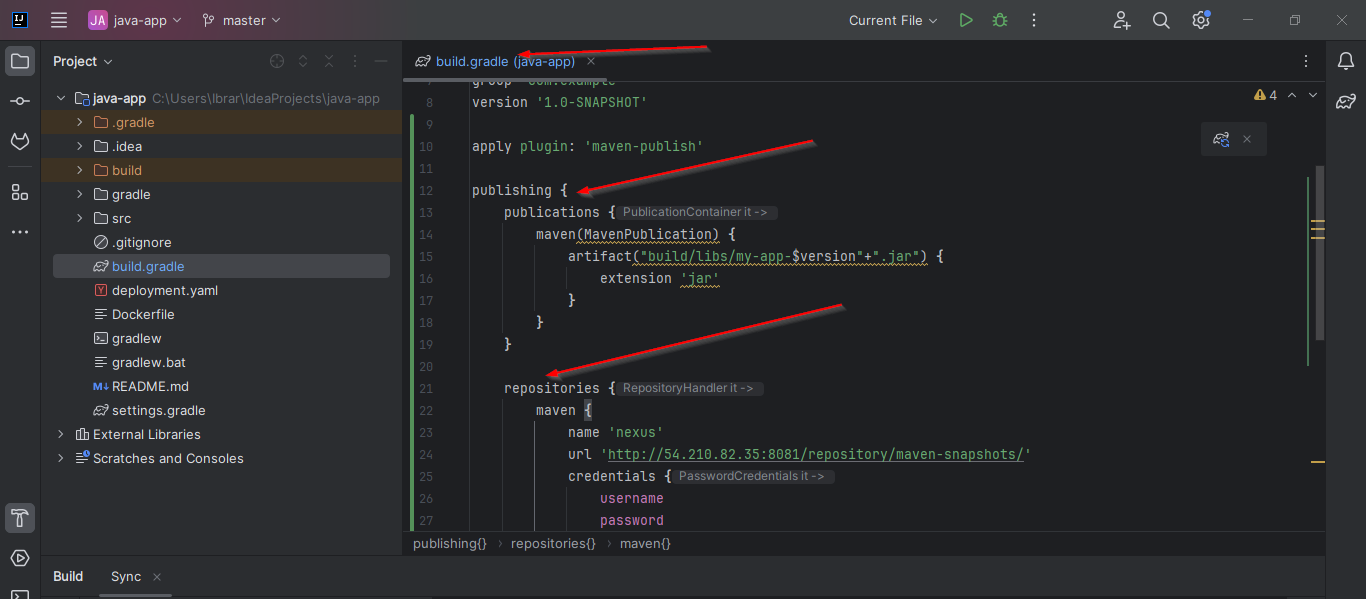 JA java-app master Current File
Project
build.gradle (java-app)
java-app C:\Users\Ibrar\IdeaProjects\java-app
.gradle
.idea
build
gradle
src
.gitignore
build.gradle
deployment.yaml
Dockerfile
gradlew
gradlew.bat
README.md
settings.gradle
External Libraries
Scratches and Consoles
4
8 version '1.0-SNAPSHOT'
9
10 apply plugin: 'maven-publish'
11
12 publishing {
13 publications { PublicationContainer it ->
14 maven(MavenPublication) {
15 artifact("build/libs/my-app-$version"+".jar") {
16 extension 'jar'
17 }
18 }
19 }
20
21 repositories { RepositoryHandler it ->
22 maven {
23 name 'nexus'
24 url 'http://54.210.82.35:8081/repository/maven-snapshots/'
25 credentials { PasswordCredentials it ->
26 username
27 password
publishing{} › repositories{} › maven{}
Build Sync